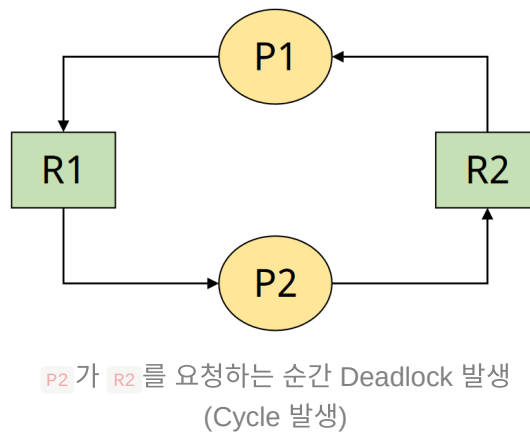 P1
R1
R2
P2
P2가 R2를 요청하는 순간 Deadlock 발생
(Cycle 발생)